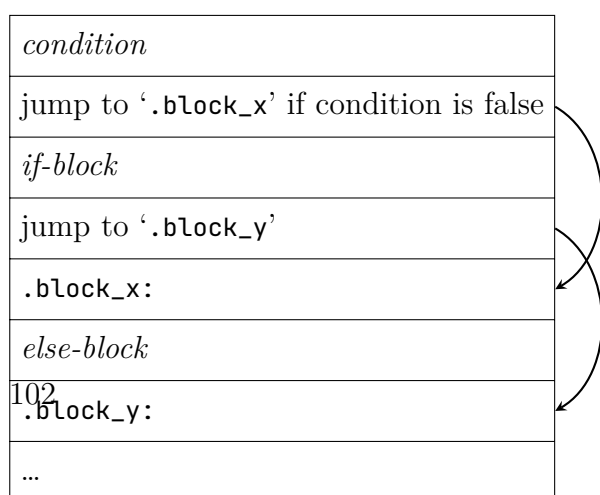 condition
jump to ‘.block_x’ if condition is false
if-block
jump to ‘.block_y’
.block_x:
else-block
102
.block_y:
…